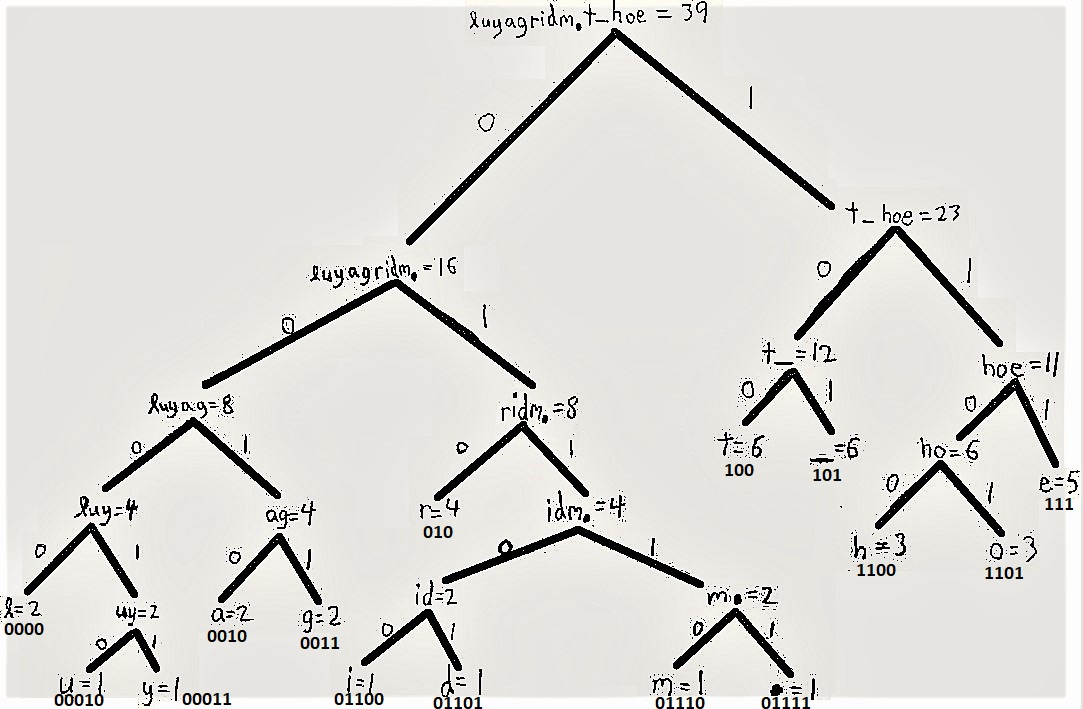 luyagridm.t_hoe = 39
0
1
t_hoe = 23
luyagridm. = 16
0
1
0
1
t_=12
hoe = 11
luyag=8
ridm.=8
0
1
0
1
0
1
0
1
t=6
_=6
ho=6
e=5
100
101
111
luy=4
ag=4
r=4
idm.=4
010
0
1
0
1
0
1
0
1
h=3
o=3
1100
1101
l=2
uy=2
a=2
g=2
id=2
m.=2
0000
0010
0011
0
1
0
1
0
1
u=1
y=1
i=1
d=1
m=1
.=1
00010
00011
01100
01101
01110
01111